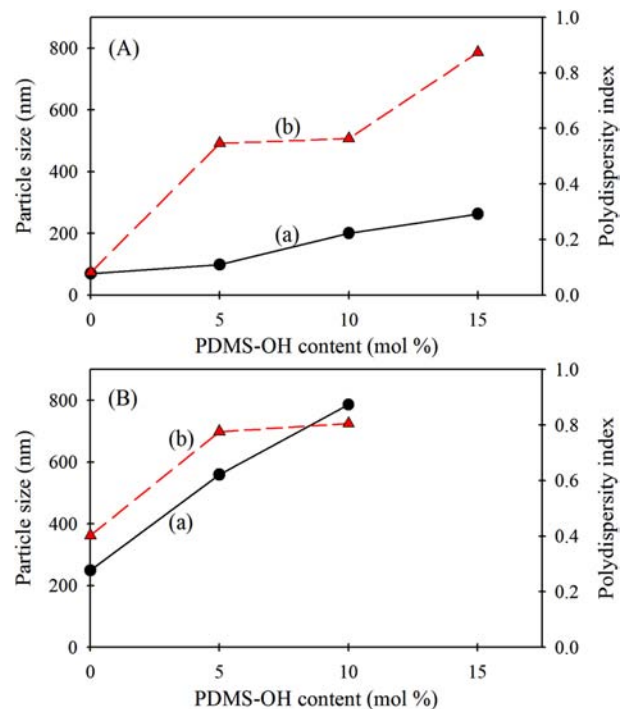 (A)
800
600
400
200
0
Particle size (nm)
(b)
(a)
1.0
0.8
0.6
0.4
0.2
0.0
Polydispersity index
0 5 10 15
PDMS-OH content (mol %)
(B)
800
600
400
200
0
Particle size (nm)
(b)
(a)
1.0
0.8
0.6
0.4
0.2
0.0
Polydispersity index
0 5 10 15
PDMS-OH content (mol %)